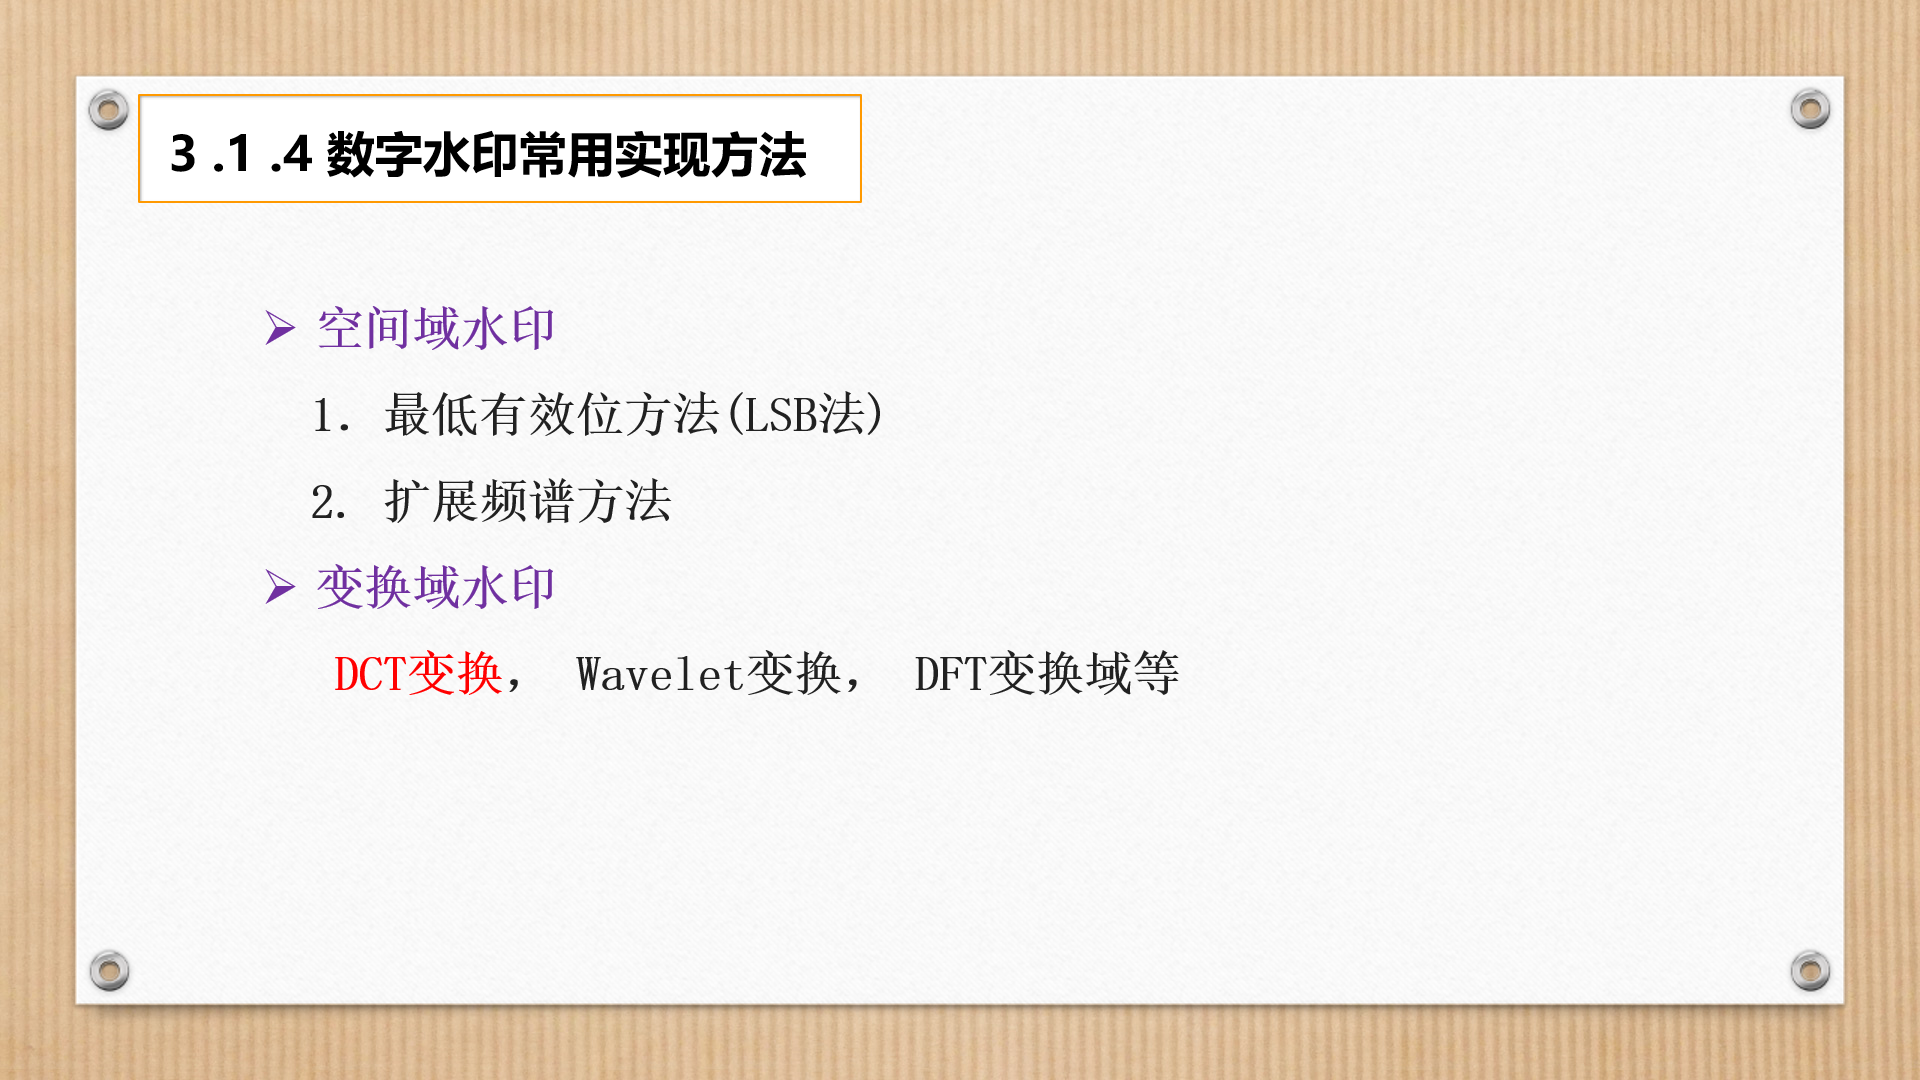 3 .1 .4 数字水印常用实现方法
➢ 空间域水印
1. 最低有效位方法(LSB法)
2. 扩展频谱方法
➢ 变换域水印
DCT变换， Wavelet变换， DFT变换域等